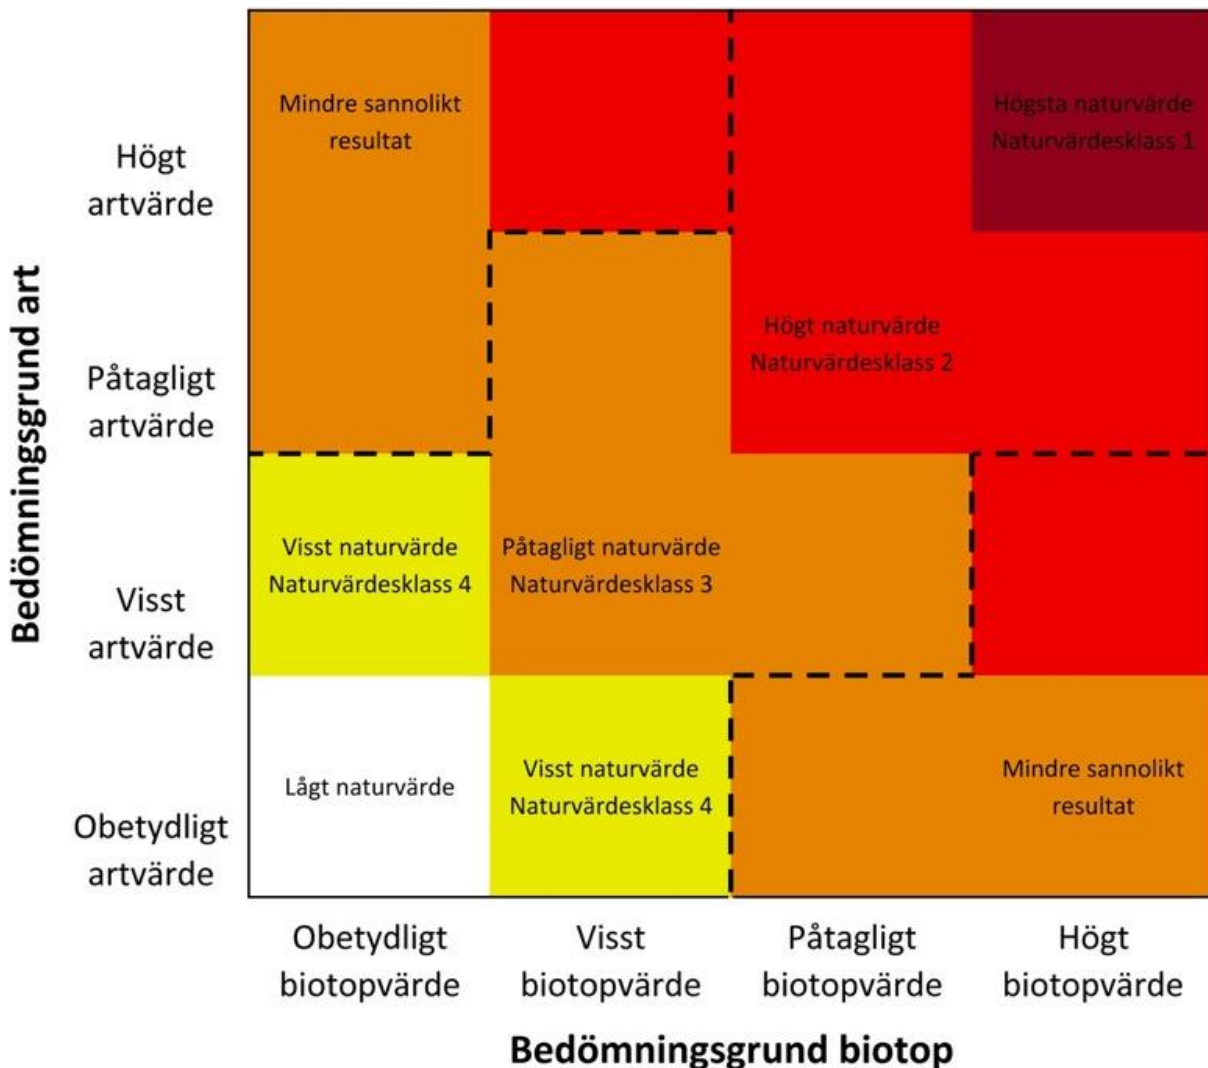 Bedömningsgrund art
Högt
artvärde
Mindre sannolikt
resultat
Högsta naturvärde
Naturvärdesklass 1
Påtagligt
artvärde
Högt naturvärde
Naturvärdesklass 2
Visst
artvärde
Visst naturvärde
Naturvärdesklass 4
Påtagligt naturvärde
Naturvärdesklass 3
Obetydligt
artvärde
Lågt naturvärde
Visst naturvärde
Naturvärdesklass 4
Mindre sannolikt
resultat
Obetydligt
biotopvärde
Visst
biotopvärde
Påtagligt
biotopvärde
Högt
biotopvärde
Bedömningsgrund biotop